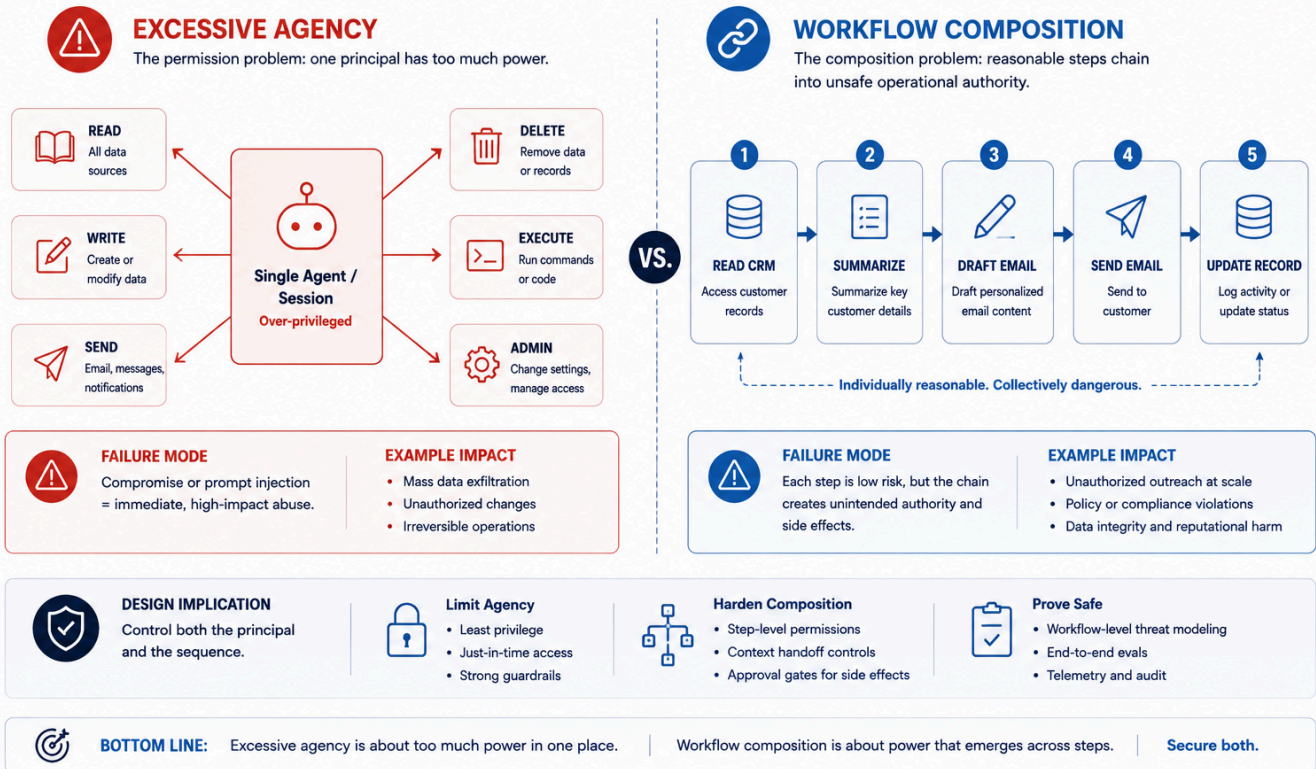 EXCESSIVE AGENCY
The permission problem: one principal has too much power.
READ
All data
sources
WRITE
Create or
modify data
SEND
Email, messages,
notifications
Single Agent /
Session
Over-privileged
DELETE
Remove data
or records
EXECUTE
Run commands
or code
ADMIN
Change settings,
manage access
FAILURE MODE
Compromise or prompt injection
= immediate, high-impact abuse.
EXAMPLE IMPACT
• Mass data exfiltration
• Unauthorized changes
• Irreversible operations
VS.
WORKFLOW COMPOSITION
The composition problem: reasonable steps chain
into unsafe operational authority.
1
READ CRM
Access customer
records
2
SUMMARIZE
Summarize key
customer details
3
DRAFT EMAIL
Draft personalized
email content
4
SEND EMAIL
Send to
customer
5
UPDATE RECORD
Log activity or
update status
Individually reasonable. Collectively dangerous.
FAILURE MODE
Each step is low risk, but the chain
creates unintended authority and
side effects.
EXAMPLE IMPACT
• Unauthorized outreach at scale
• Policy or compliance violations
• Data integrity and reputational harm
DESIGN IMPLICATION
Control both the principal
and the sequence.
Limit Agency
• Least privilege
• Just-in-time access
• Strong guardrails
Harden Composition
• Step-level permissions
• Context handoff controls
• Approval gates for side effects
Prove Safe
• Workflow-level threat modeling
• End-to-end evals
• Telemetry and audit
BOTTOM LINE: Excessive agency is about too much power in one place. Workflow composition is about power that emerges across steps. Secure both.